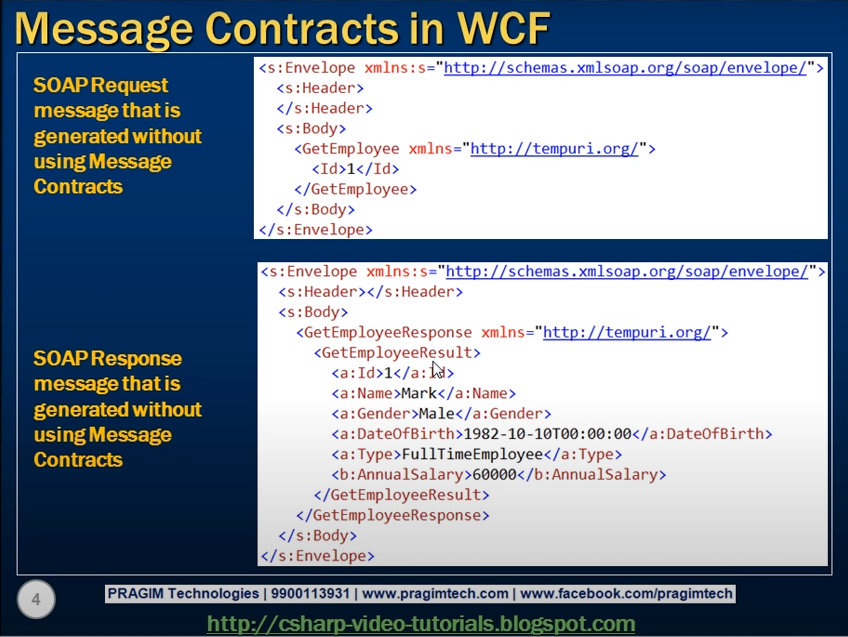 Message Contracts in WCF
SOAP Request
message that is
generated without
using Message
Contracts
<s:Envelope xmlns:s="http://schemas.xmlsoap.org/soap/envelope/">
<s:Header>
</s:Header>
<s:Body>
<GetEmployee xmlns="http://tempuri.org/">
<Id>1</Id>
</GetEmployee>
</s:Body>
</s:Envelope>
SOAP Response
message that is
generated without
using Message
Contracts
<s:Envelope xmlns:s="http://schemas.xmlsoap.org/soap/envelope/">
<s:Header></s:Header>
<s:Body>
<GetEmployeeResponse xmlns="http://tempuri.org/">
<GetEmployeeResult>
<a:Id>1</a:Id>
<a:Name>Mark</a:Name>
<a:Gender>Male</a:Gender>
<a:DateOfBirth>1982-10-10T00:00:00</a:DateOfBirth>
<a:Type>FullTimeEmployee</a:Type>
<b:AnnualSalary>60000</b:AnnualSalary>
</GetEmployeeResult>
</GetEmployeeResponse>
</s:Body>
</s:Envelope>
4
PRAGIM Technologies | 9900113931 | www.pragimtech.com | www.facebook.com/pragimtech
http://csharp-video-tutorials.blogspot.com